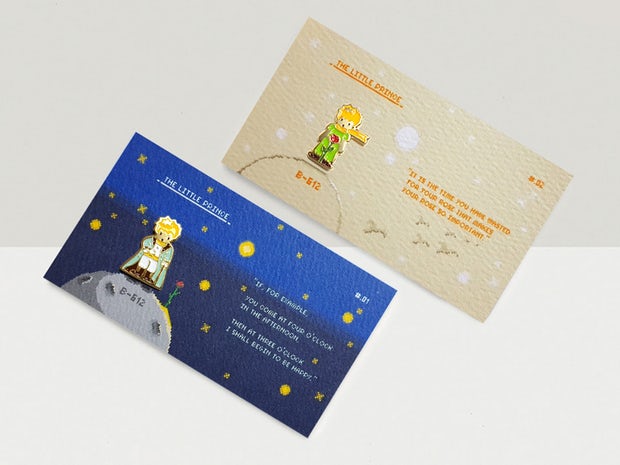 THE LITTLE PRINCE
B-612
#.02
"IT IS THE TIME YOU HAVE WASTED
FOR YOUR ROSE THAT MAKES
YOUR ROSE SO IMPORTANT."
THE LITTLE PRINCE
B-612
#.01
"IF, FOR EXAMPLE,
YOU COME AT FOUR O'CLOCK
IN THE AFTERNOON,
THEN AT THREE O'CLOCK
I SHALL BEGIN TO BE HAPPY."